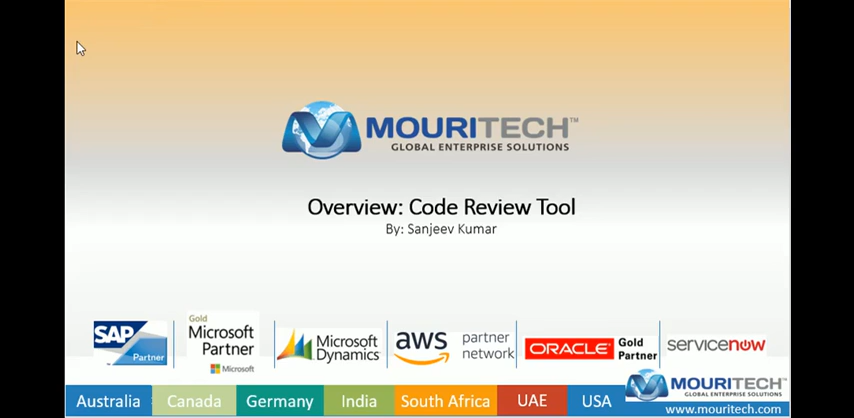 MOURITECH™
GLOBAL ENTERPRISE SOLUTIONS
Overview: Code Review Tool
By: Sanjeev Kumar
SAP
Partner
Gold
Microsoft
Partner
Microsoft
Microsoft
Dynamics
aws
partner
network
ORACLE
Gold
Partner
servicenow
Australia
Canada
Germany
India
South Africa
UAE
USA
MOURITECH™
GLOBAL ENTERPRISE SOLUTIONS
www.mouritech.com